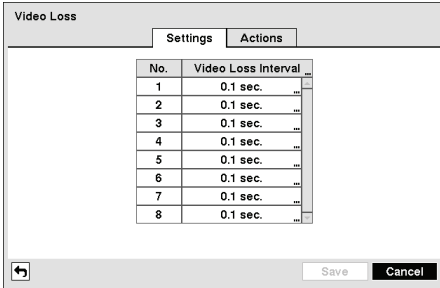 Video Loss
Settings Actions
No. Video Loss Interval ...
1 0.1 sec. ...
2 0.1 sec. ...
3 0.1 sec. ...
4 0.1 sec. ...
5 0.1 sec. ...
6 0.1 sec. ...
7 0.1 sec. ...
8 0.1 sec. ...
Save Cancel